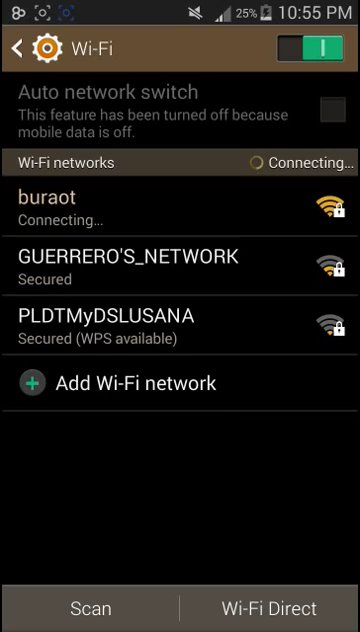 25% 10:55 PM
Wi-Fi
Auto network switch
This feature has been turned off because
mobile data is off.
Wi-Fi networks Connecting...
buraot
Connecting...
GUERRERO'S_NETWORK
Secured
PLDTMyDSLUSANA
Secured (WPS available)
Add Wi-Fi network
Scan Wi-Fi Direct